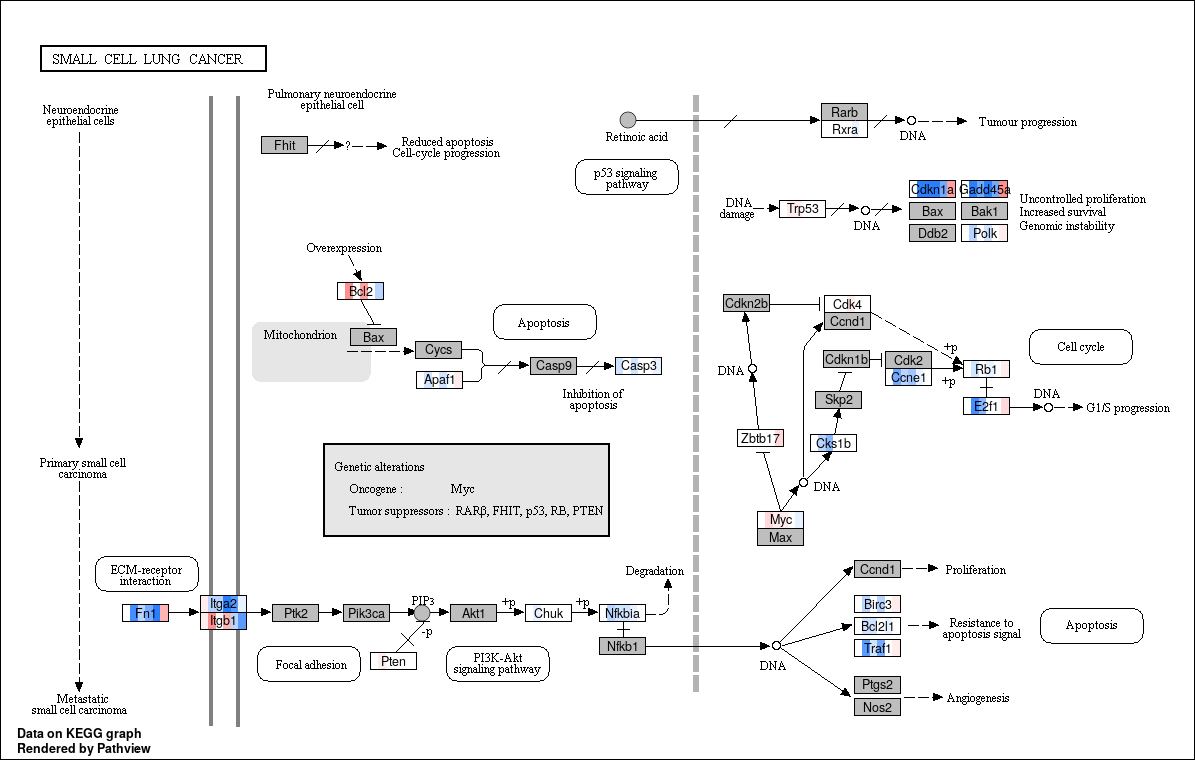 SMALL CELL LUNG CANCER
Neuroendocrine
epithelial cells
Pulmonary neuroendocrine
epithelial cell
Fhit
?
Reduced apoptosis
Cell-cycle progression
Retinoic acid
Rarb
Rxra
DNA
Tumour progression
p53 signaling
pathway
DNA
damage
Trp53
DNA
Cdkn1a
Gadd45a
Bax
Bak1
Ddb2
Polk
Uncontrolled proliferation
Increased survival
Genomic instability
Overexpression
Bcl2
Mitochondrion
Bax
Cycs
Apaf1
Apoptosis
Casp9
Casp3
Inhibition of
apoptosis
Cdkn2b
Cdk4
Ccnd1
+p
Cell cycle
Cdkn1b
Cdk2
Ccne1
+p
Rb1
DNA
Skp2
E2f1
DNA
G1/S progression
Zbtb17
Cks1b
DNA
Myc
Max
Primary small cell
carcinoma
Genetic alterations
Oncogene : Myc
Tumor suppressors : RARβ, FHIT, p53, RB, PTEN
ECM-receptor
interaction
Fn1
Itga2
Itgb1
Ptk2
Pik3ca
PIP3
-p
Pten
Akt1
+p
Chuk
+p
Nfkbia
Degradation
Nfkb1
Focal adhesion
PI3K-Akt
signaling pathway
DNA
Ccnd1
Proliferation
Birc3
Bcl2l1
Traf1
Resistance to
apoptosis signal
Apoptosis
Ptgs2
Nos2
Angiogenesis
Metastatic
small cell carcinoma
Data on KEGG graph
Rendered by Pathview